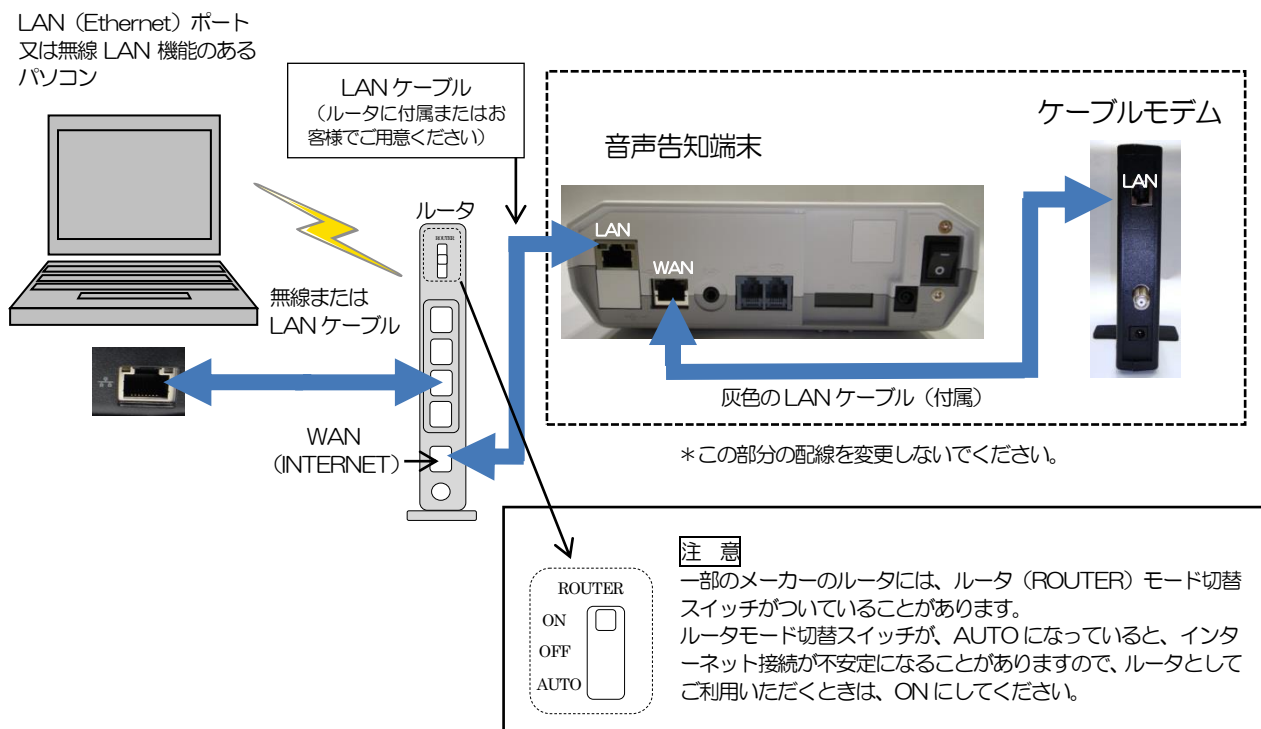 LAN（Ethernet）ポート
又は無線 LAN 機能のある
パソコン
LAN ケーブル
（ルータに付属またはお
客様でご用意ください）
音声告知端末
ケーブルモデム
LAN
ルータ
ROUTER
LAN
WAN
無線または
LAN ケーブル
灰色の LAN ケーブル（付属）
WAN
（INTERNET）
＊この部分の配線を変更しないでください。
注　意
一部のメーカーのルータには、ルータ（ROUTER）モード切替
スイッチがついていることがあります。
ルータモード切替スイッチが、AUTO になっていると、インタ
ーネット接続が不安定になることがありますので、ルータとして
ご利用いただくときは、ON にしてください。
ROUTER
ON
OFF
AUTO